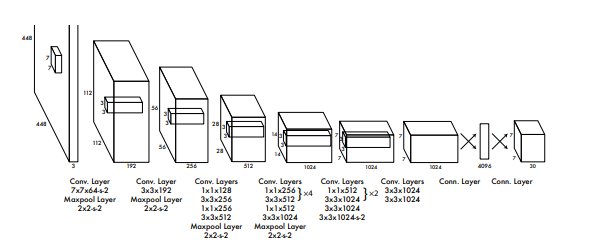 448
448
7
7
3
112
112
3
3
192
56
56
3
3
256
28
28
3
3
512
14
14
3
3
1024
7
7
3
3
1024
7
7
1024
4096
7
7
30
Conv. Layer
7x7x64-s-2
Maxpool Layer
2x2-s-2
Conv. Layer
3x3x192
Maxpool Layer
2x2-s-2
Conv. Layers
1x1x128
3x3x256
1x1x256
3x3x512
Maxpool Layer
2x2-s-2
Conv. Layers
1x1x256
3x3x512
}×4
1x1x512
3x3x1024
Maxpool Layer
2x2-s-2
Conv. Layers
1x1x512
3x3x1024
}×2
3x3x1024
3x3x1024-s-2
Conv. Layers
3x3x1024
3x3x1024
Conn. Layer
Conn. Layer